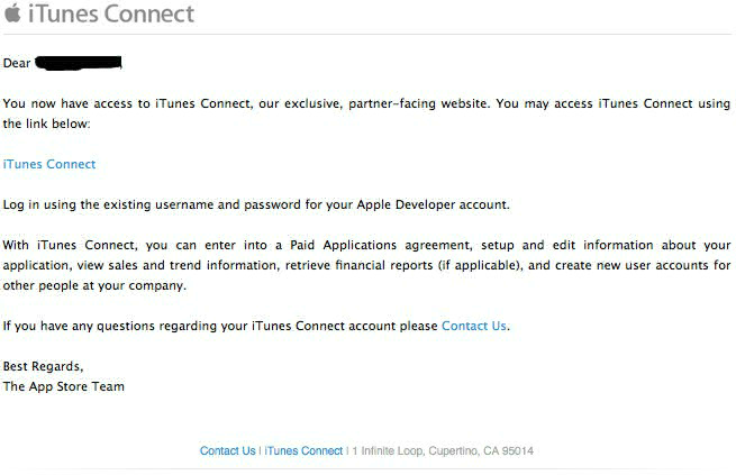 iTunes Connect
Dear
You now have access to iTunes Connect, our exclusive, partner-facing website. You may access iTunes Connect using
the link below:
iTunes Connect
Log in using the existing username and password for your Apple Developer account.
With iTunes Connect, you can enter into a Paid Applications agreement, setup and edit information about your
application, view sales and trend information, retrieve financial reports (if applicable), and create new user accounts for
other people at your company.
If you have any questions regarding your iTunes Connect account please Contact Us.
Best Regards,
The App Store Team
Contact Us | iTunes Connect | 1 Infinite Loop, Cupertino, CA 95014